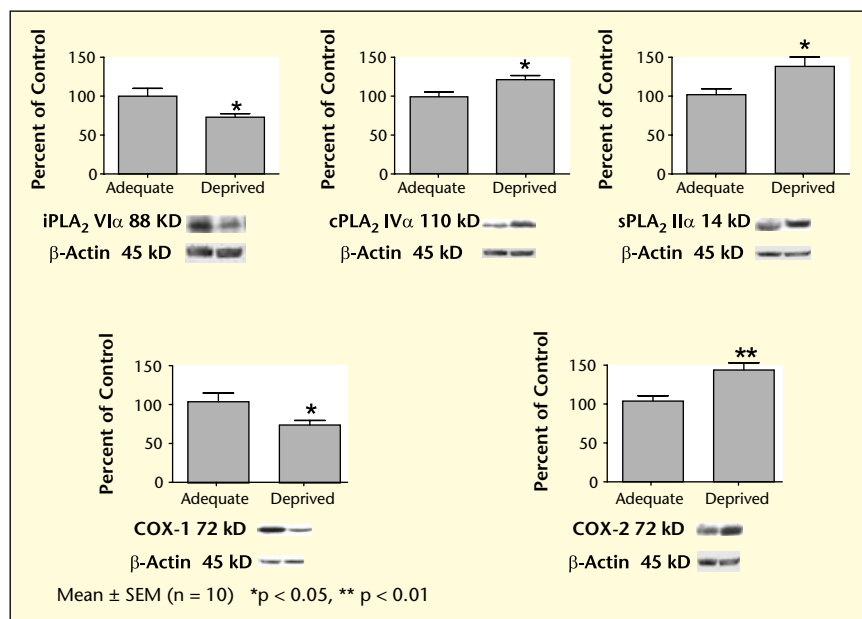 Percent of Control
150
100
50
0
Adequate Deprived
*
iPLA₂ VIα 88 KD
β-Actin 45 kD
Percent of Control
150
100
50
0
Adequate Deprived
*
cPLA₂ IVα 110 kD
β-Actin 45 kD
Percent of Control
150
100
50
0
Adequate Deprived
*
sPLA₂ IIα 14 kD
β-Actin 45 kD
Percent of Control
150
100
50
0
Adequate Deprived
*
COX-1 72 kD
β-Actin 45 kD
Percent of Control
150
100
50
0
Adequate Deprived
**
COX-2 72 kD
β-Actin 45 kD
Mean ± SEM (n = 10) *p < 0.05, ** p < 0.01